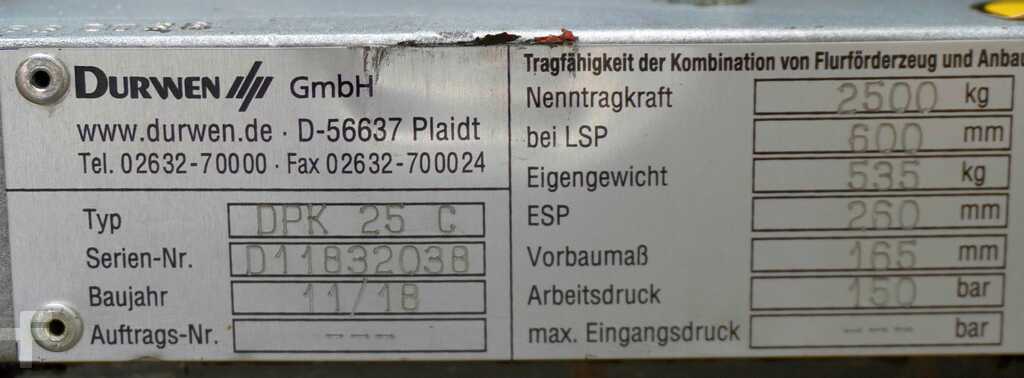 DURWEN GmbH
www.durwen.de · D-56637 Plaidt
Tel. 02632-70000 · Fax 02632-700024
Typ DPK 25 C
Serien-Nr. D11832038
Baujahr 11/18
Auftrags-Nr. ---
Tragfähigkeit der Kombination von Flurförderzeug und Anbau
Nenntragkraft 2500 kg
bei LSP 600 mm
Eigengewicht 535 kg
ESP 260 mm
Vorbaumaß 165 mm
Arbeitsdruck 150 bar
max. Eingangsdruck --- bar